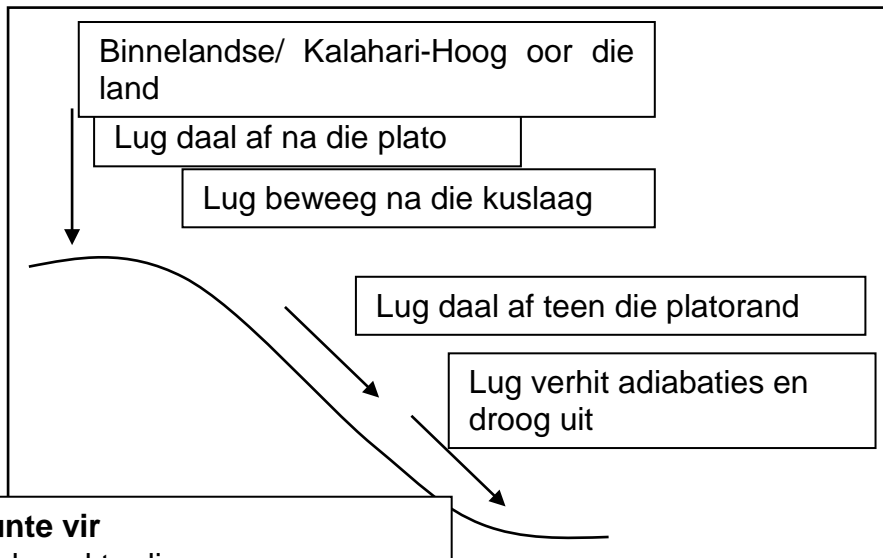 Binnelandse/ Kalahari-Hoog oor die
land
Lug daal af na die plato
Lug beweeg na die kuslaag
Lug daal af teen die platorand
Lug verhit adiabaties en
droog uit
unte vir